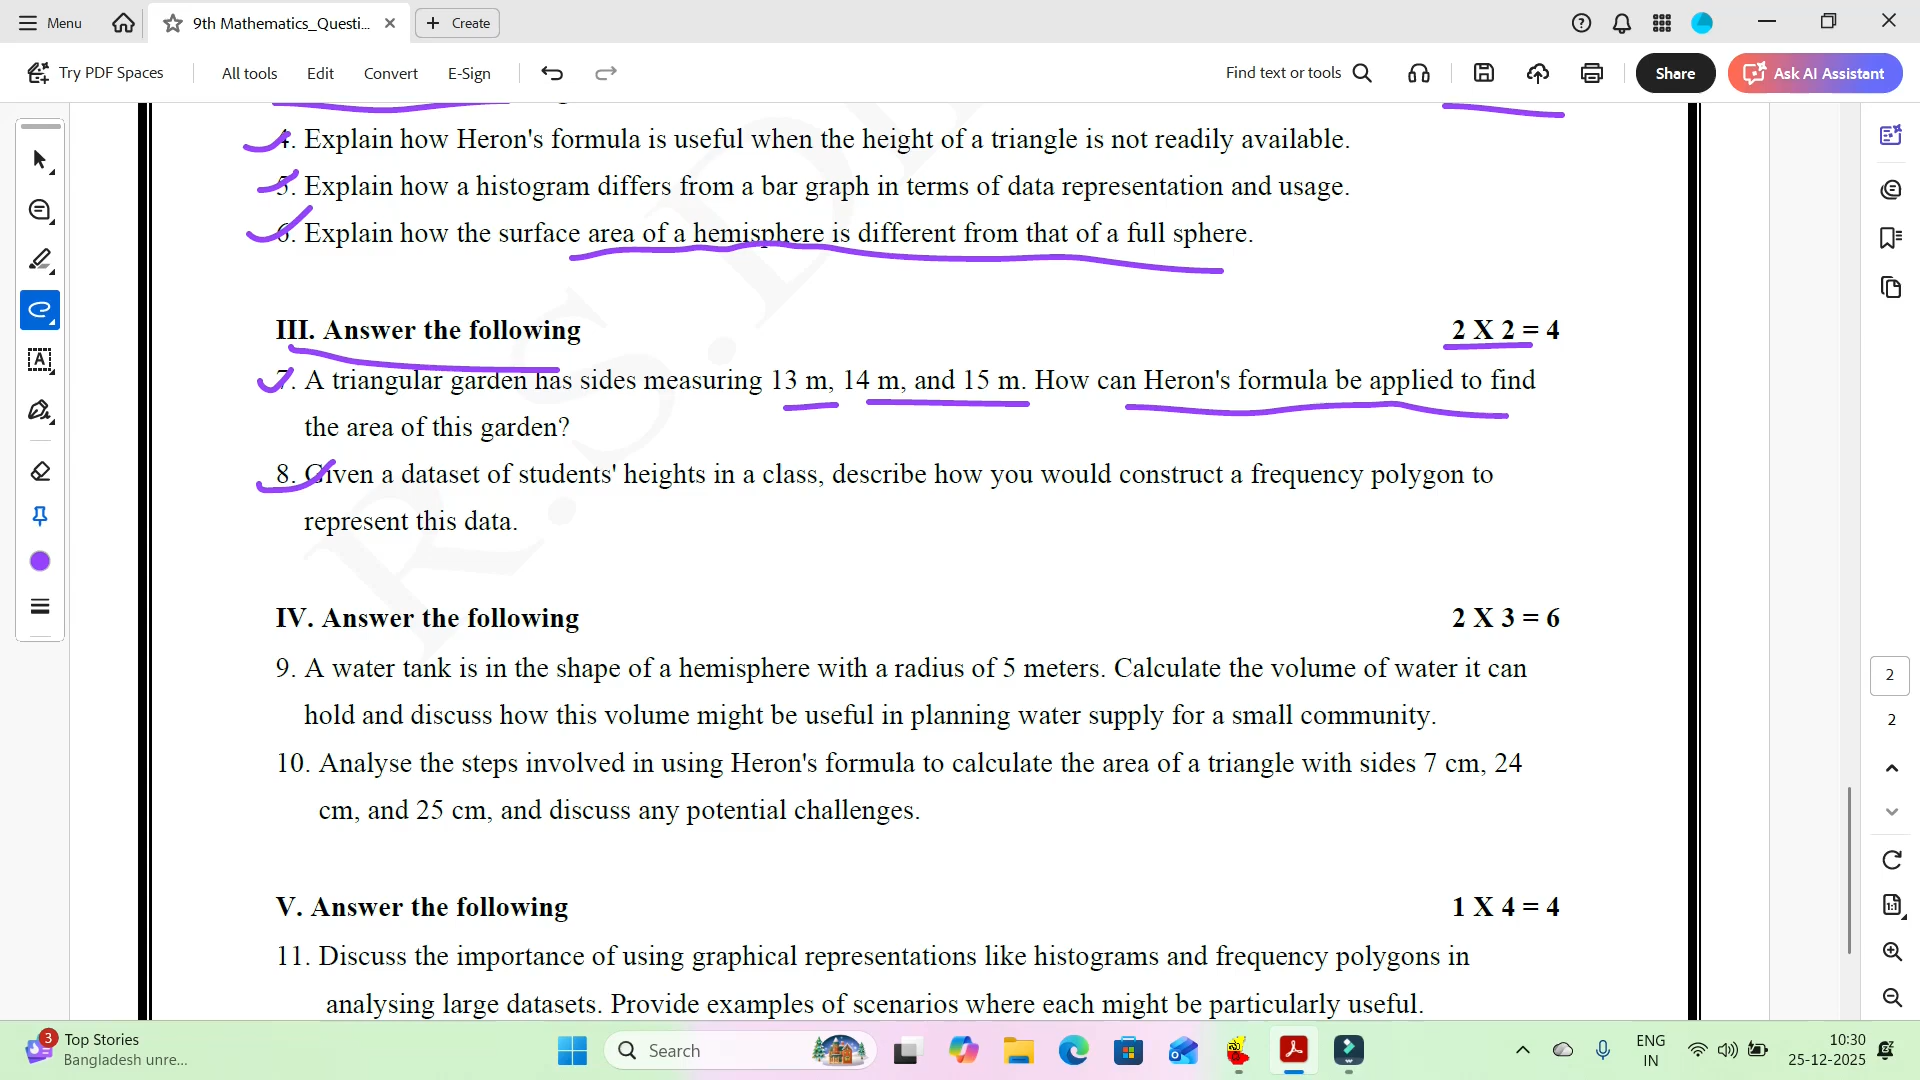 Menu
9th Mathematics_Questi...
Create
Try PDF Spaces
All tools
Edit
Convert
E-Sign
Find text or tools
Share
Ask AI Assistant
4. Explain how Heron's formula is useful when the height of a triangle is not readily available.
5. Explain how a histogram differs from a bar graph in terms of data representation and usage.
6. Explain how the surface area of a hemisphere is different from that of a full sphere.
III. Answer the following 2 X 2 = 4
7. A triangular garden has sides measuring 13 m, 14 m, and 15 m. How can Heron's formula be applied to find
the area of this garden?
8. Given a dataset of students' heights in a class, describe how you would construct a frequency polygon to
represent this data.
IV. Answer the following 2 X 3 = 6
9. A water tank is in the shape of a hemisphere with a radius of 5 meters. Calculate the volume of water it can
hold and discuss how this volume might be useful in planning water supply for a small community.
10. Analyse the steps involved in using Heron's formula to calculate the area of a triangle with sides 7 cm, 24
cm, and 25 cm, and discuss any potential challenges.
V. Answer the following 1 X 4 = 4
11. Discuss the importance of using graphical representations like histograms and frequency polygons in
analysing large datasets. Provide examples of scenarios where each might be particularly useful.
2
2
3
Top Stories
Bangladesh unre...
Search
ENG
IN
10:30
25-12-2025